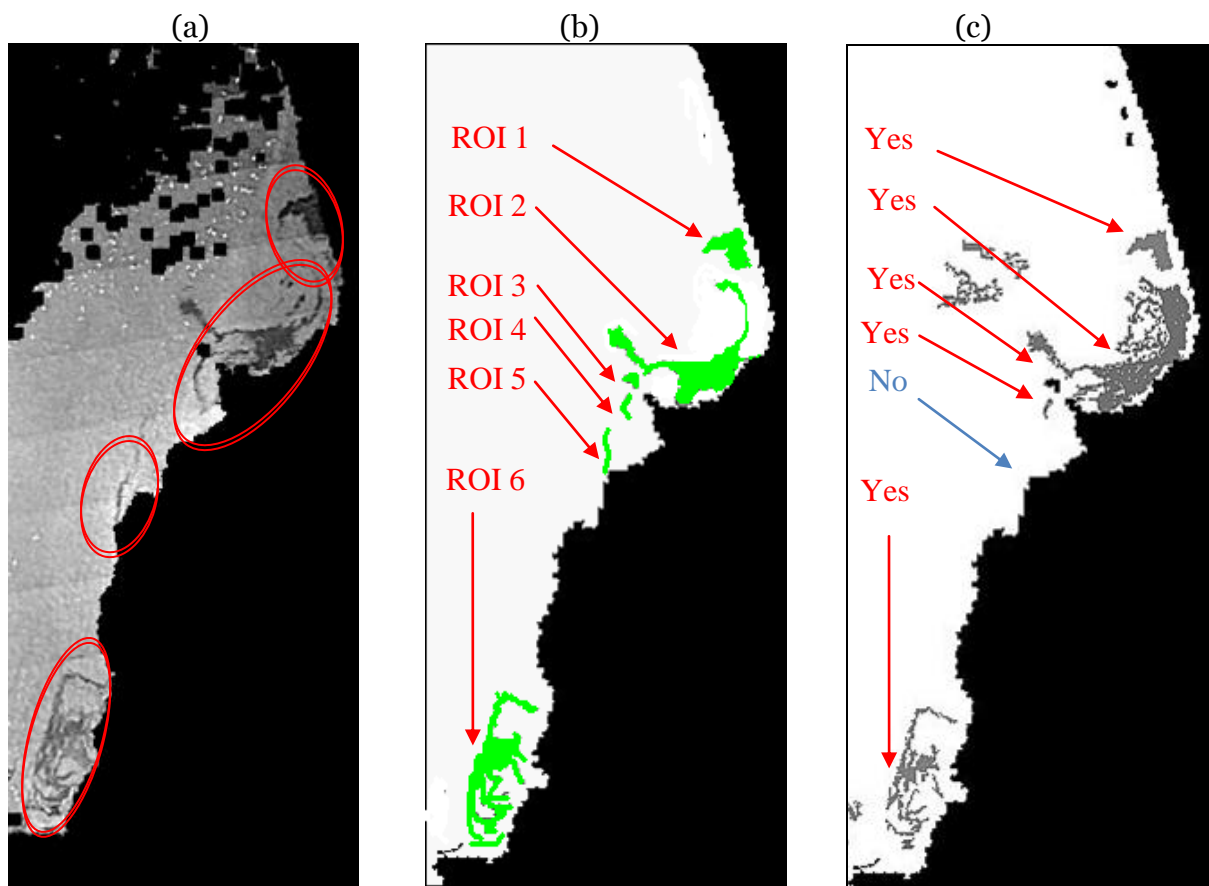 (a)
(b)
(c)
ROI 1
ROI 2
ROI 3
ROI 4
ROI 5
ROI 6
Yes
Yes
Yes
Yes
No
Yes